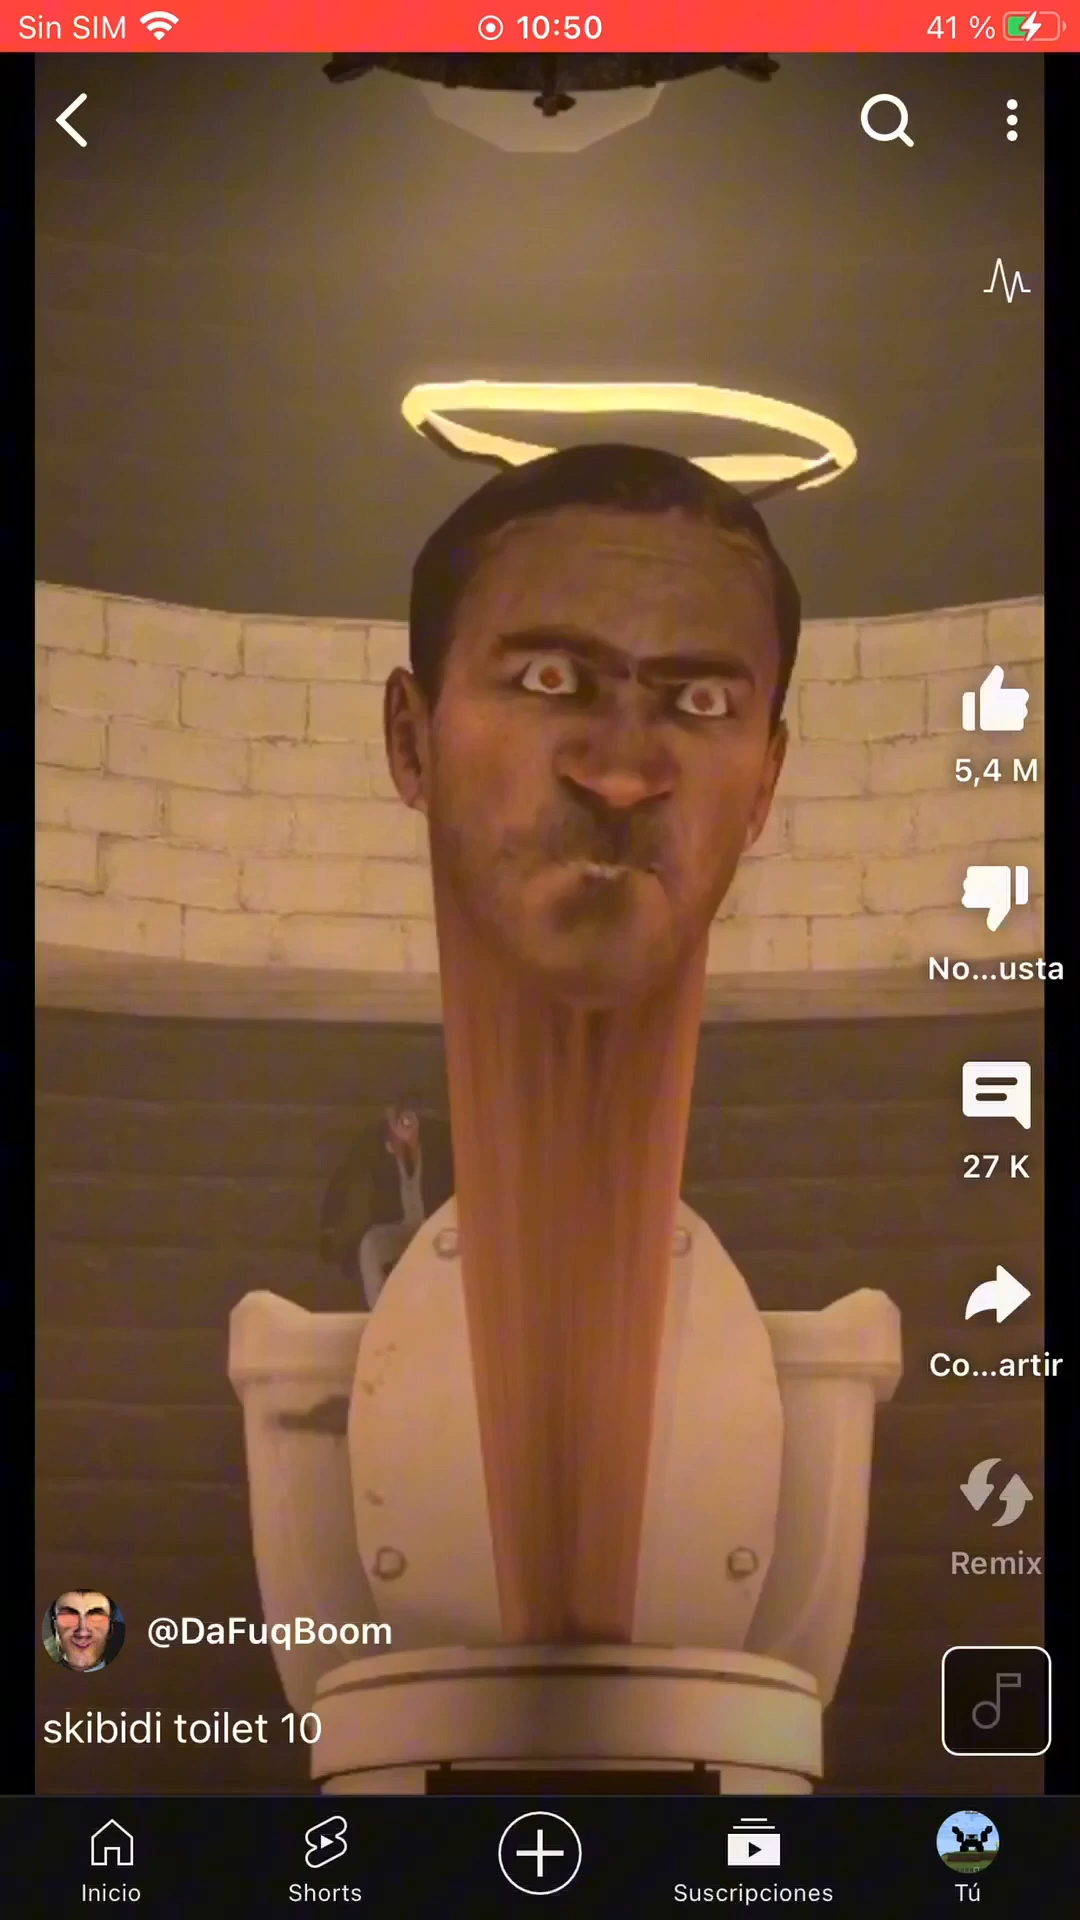 Sin SIM
10:50
41 %
5,4 M
No...usta
27 K
Co...artir
Remix
@DaFuqBoom
skibidi toilet 10
Inicio
Shorts
Suscripciones
Tú